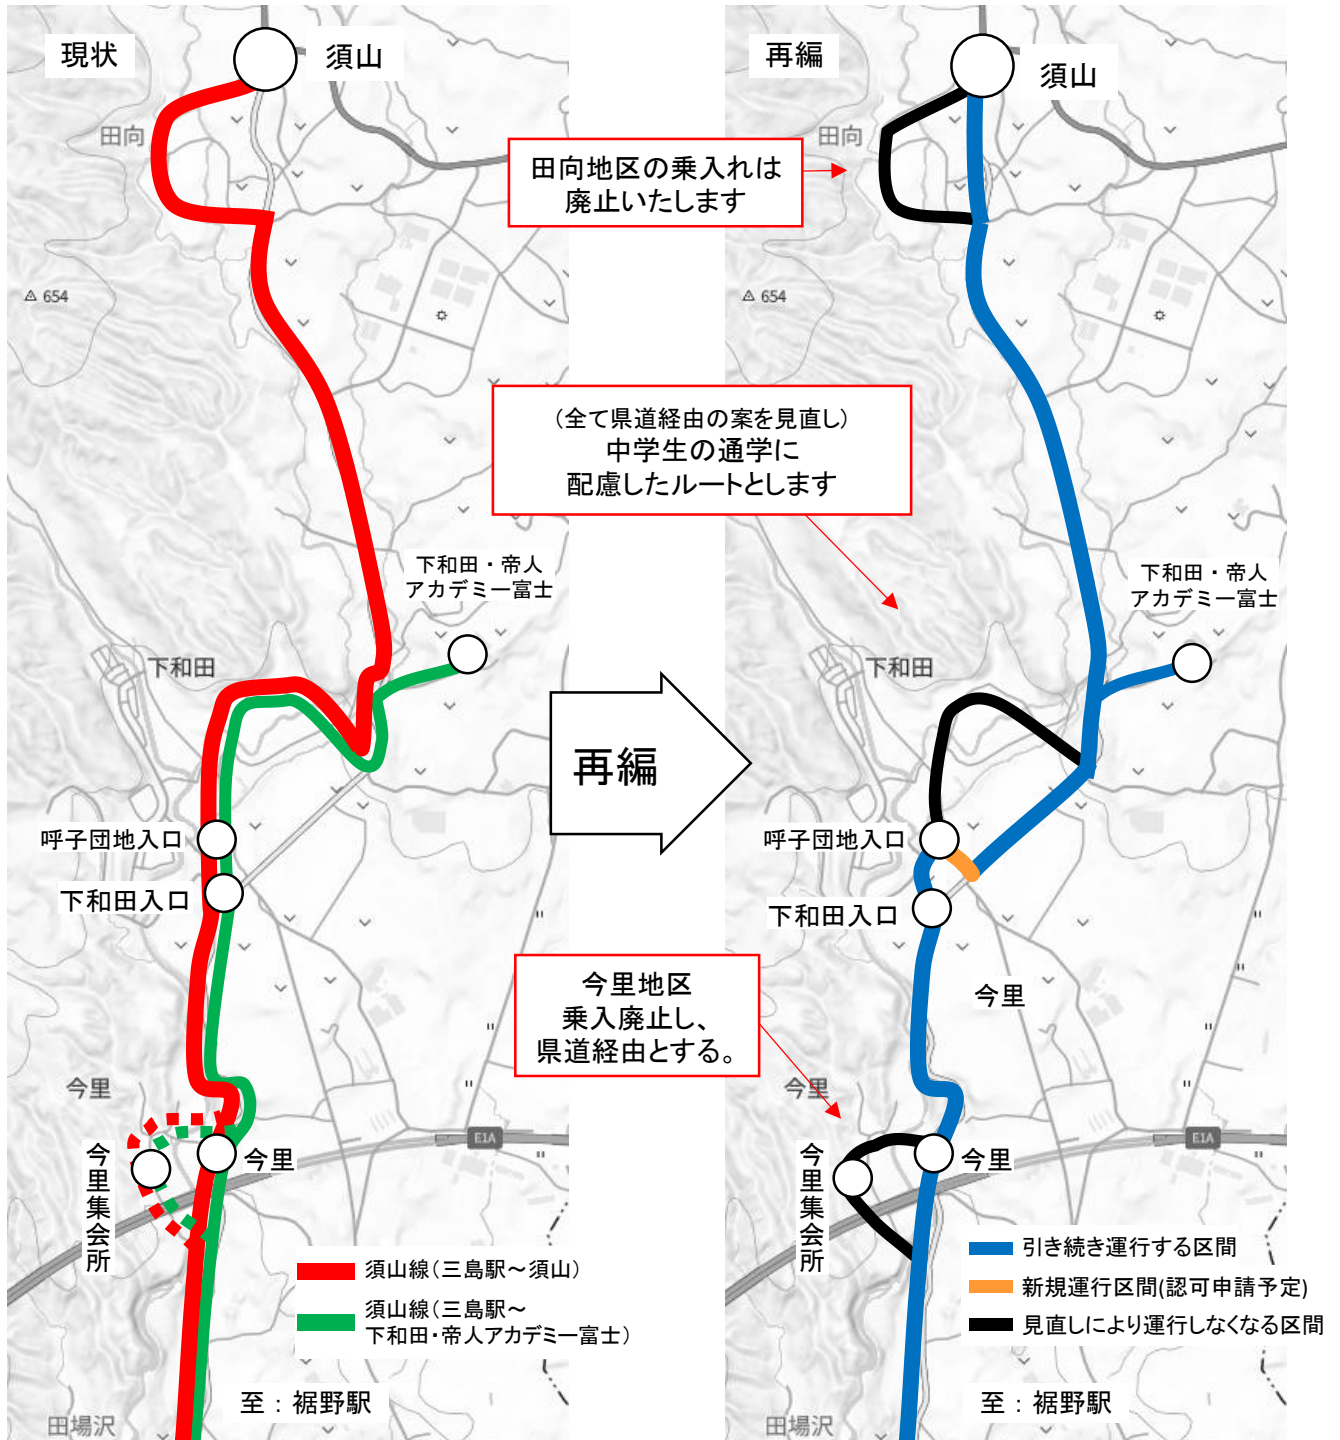 現状
須山
田向
654
下和田・帝人
アカデミー富士
下和田
呼子団地入口
下和田入口
今里
今里
今里集会所
E1A
須山線(三島駅～須山)
須山線(三島駅～
下和田・帝人アカデミー富士)
至:裾野駅
田場沢
田向地区の乗入れは
廃止いたします
(全て県道経由の案を見直し)
中学生の通学に
配慮したルートとします
再編
今里地区
乗入廃止し、
県道経由とする。
再編
須山
田向
654
下和田・帝人
アカデミー富士
下和田
呼子団地入口
下和田入口
今里
今里
今里
今里集会所
E1A
引き続き運行する区間
新規運行区間(認可申請予定)
見直しにより運行しなくなる区間
至:裾野駅
田場沢